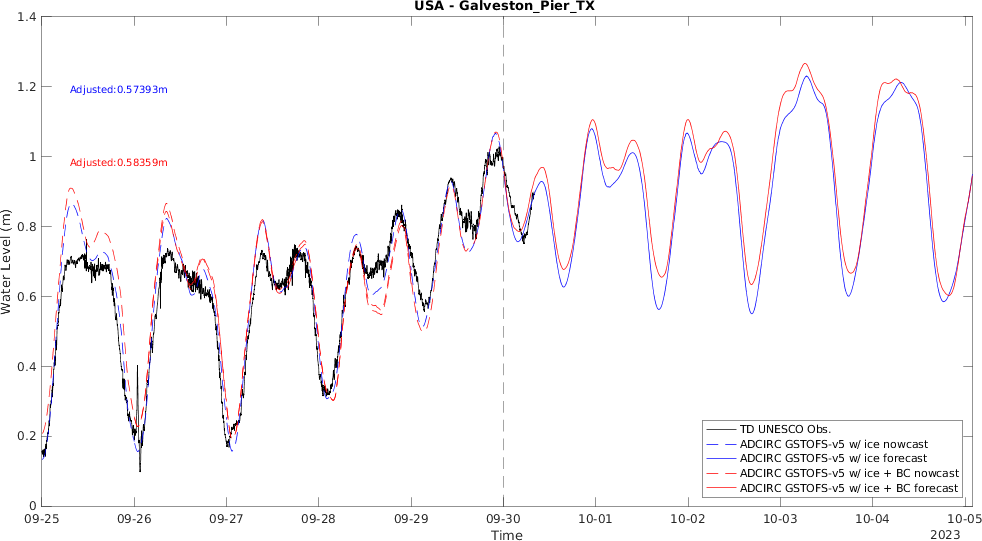 USA - Galveston_Pier_TX
1.4
1.2
1
0.8
0.6
0.4
0.2
0
Water Level (m)
Adjusted:0.57393m
Adjusted:0.58359m
TD UNESCO Obs.
ADCIRC GSTOFS-v5 w/ ice nowcast
ADCIRC GSTOFS-v5 w/ ice forecast
ADCIRC GSTOFS-v5 w/ ice + BC nowcast
ADCIRC GSTOFS-v5 w/ ice + BC forecast
09-25 09-26 09-27 09-28 09-29 09-30 10-01 10-02 10-03 10-04 10-05
Time
2023